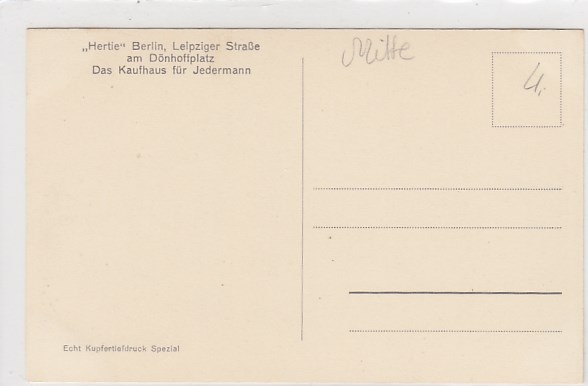 „Hertie“ Berlin, Leipziger Straße
am Dönhoffplatz
Das Kaufhaus für Jedermann
Mitte
4.
Echt Kupfertiefdruck Spezial